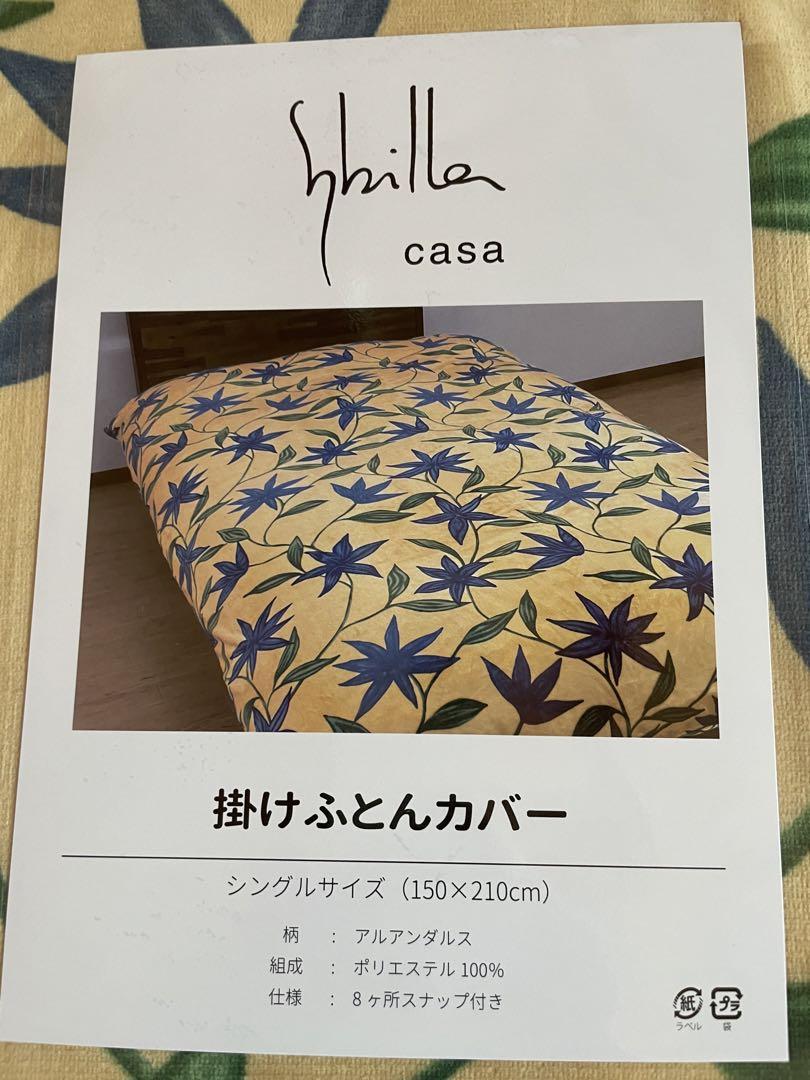 Sybilla
casa
掛けふとんカバー
シングルサイズ（150×210cm）
柄 : アルアンダルス
組成 : ポリエステル 100%
仕様 : 8ヶ所スナップ付き
紙 プラ
ラベル 袋